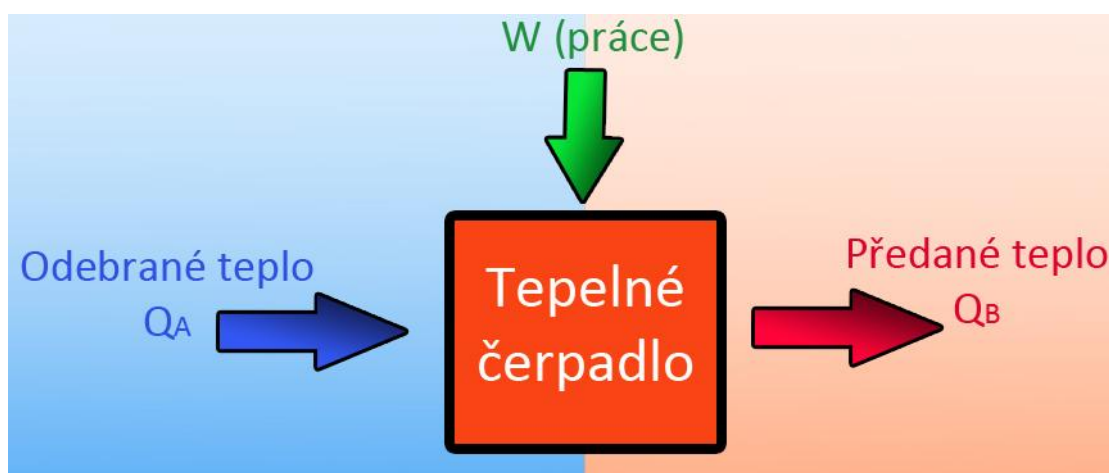 W (práce)
Odebrané teplo
QA
Tepelné
čerpadlo
Předané teplo
QB